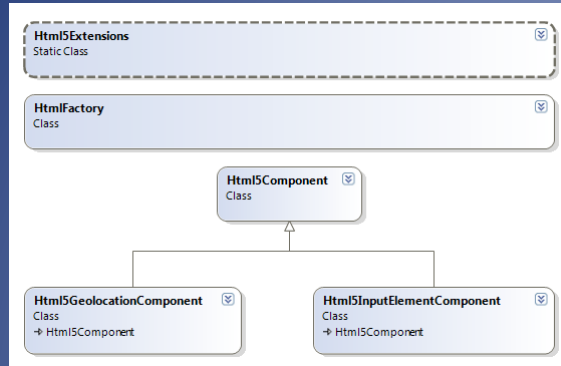 Html5Extensions
Static Class
HtmlFactory
Class
Html5Component
Class
Html5GeolocationComponent
Class
Html5Component
Html5InputElementComponent
Class
Html5Component